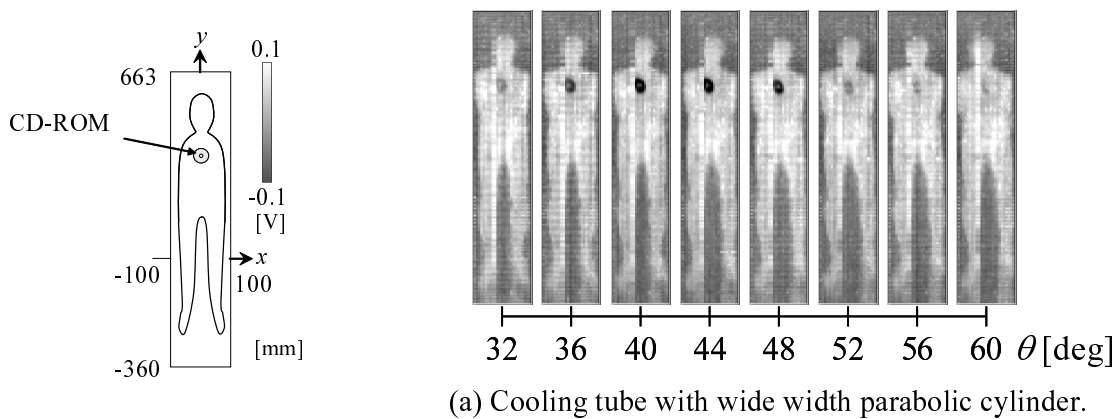 y
663
0.1
CD-ROM
-0.1
[V]
x
-100
100
[mm]
-360
32 36 40 44 48 52 56 60 θ [deg]
(a) Cooling tube with wide width parabolic cylinder.